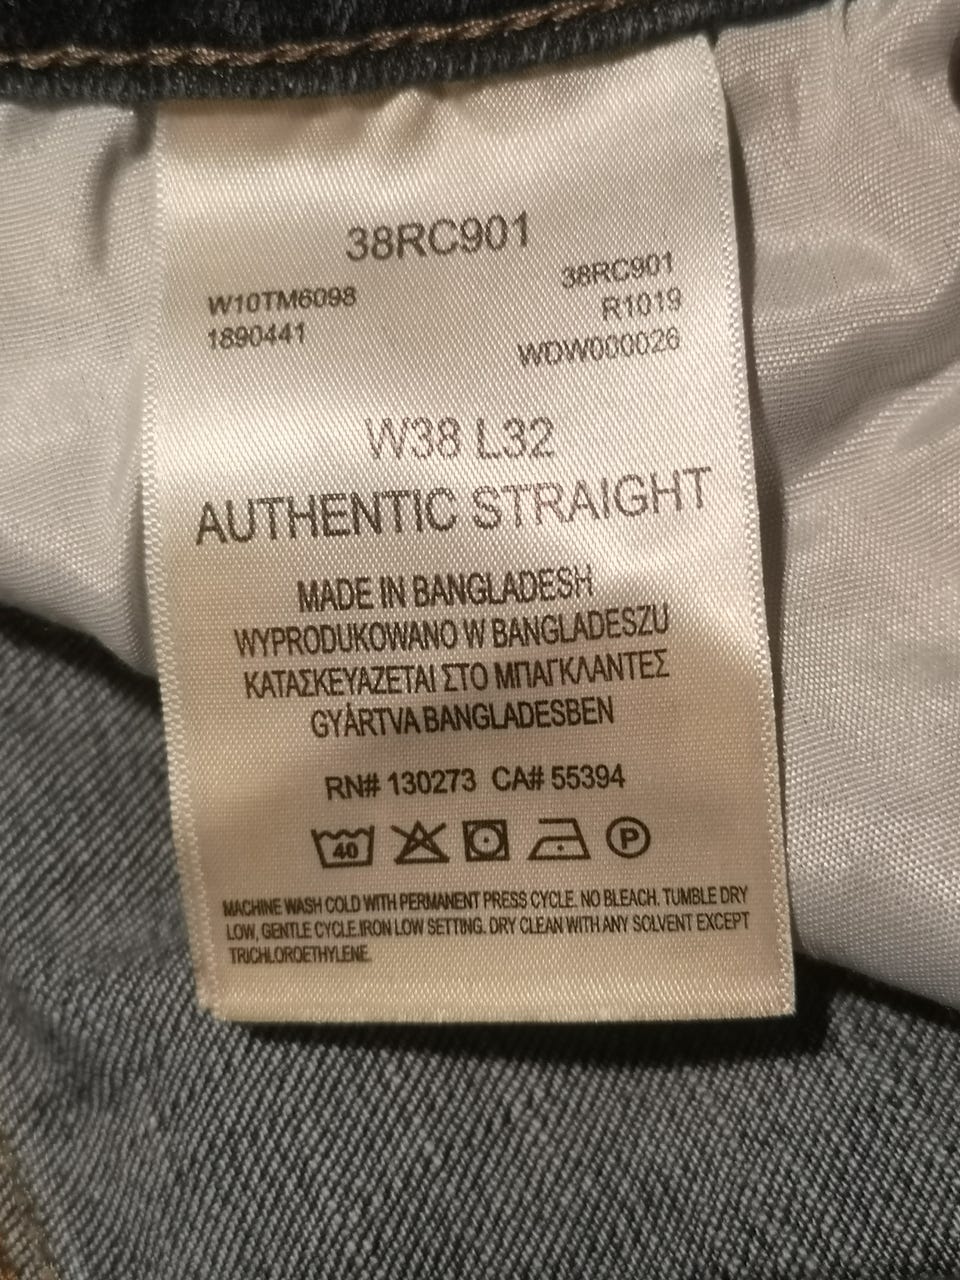 38RC901
W10TM6098
1890441
38RC901
R1019
WDW000026
W38 L32
AUTHENTIC STRAIGHT
MADE IN BANGLADESH
WYPRODUKOWANO W BANGLADESZU
ΚΑΤΑΣΚΕΥΑΖΕΤΑΙ ΣΤΟ ΜΠΑΓΚΛΑΝΤΕΣ
GYÁRTVA BANGLADESBEN
RN# 130273 CA# 55394
40 P
MACHINE WASH COLD WITH PERMANENT PRESS CYCLE. NO BLEACH. TUMBLE DRY
LOW, GENTLE CYCLE.IRON LOW SETTING. DRY CLEAN WITH ANY SOLVENT EXCEPT
TRICHLOROETHYLENE.